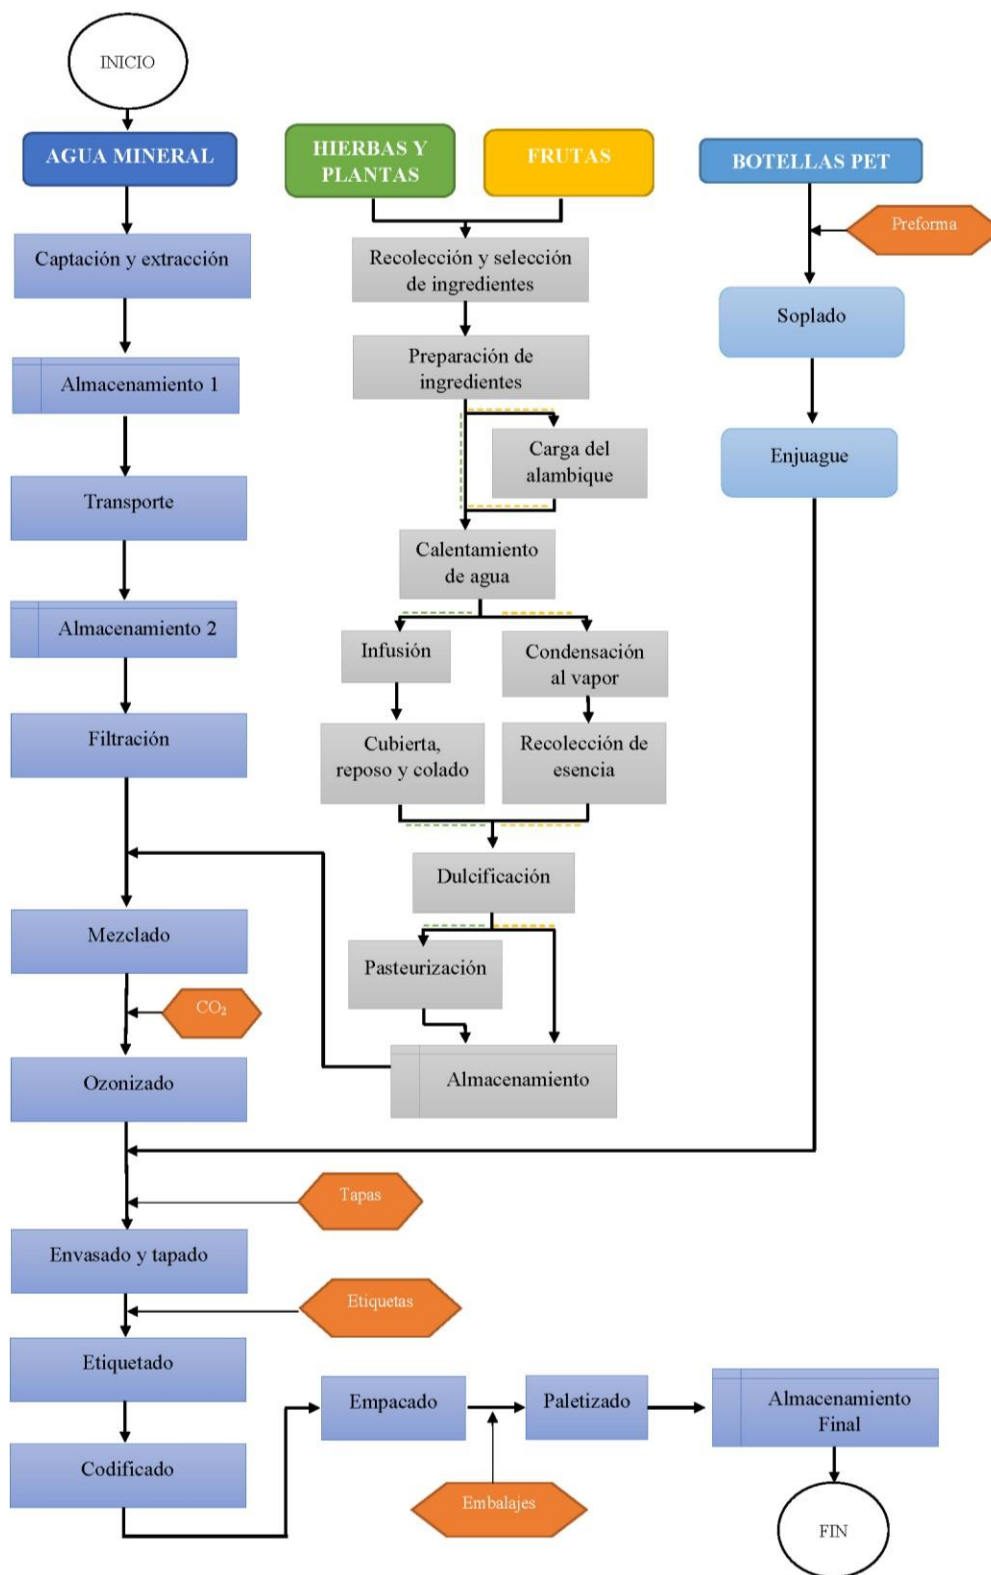 INICIO
AGUA MINERAL
HIERBAS Y
PLANTAS
FRUTAS
BOTELLAS PET
Preforma
Captación y extracción
Recolección y selección
de ingredientes
Soplado
Almacenamiento 1
Preparación de
ingredientes
Carga del
alambique
Enjuague
Transporte
Calentamiento
de agua
Almacenamiento 2
Infusión
Condensación
al vapor
Filtración
Cubierta,
reposo y colado
Recolección de
esencia
Dulcificación
Mezclado
Pasteurización
CO₂
Ozonizado
Almacenamiento
Tapas
Envasado y tapado
Etiquetas
Etiquetado
Empacado
Paletizado
Almacenamiento
Final
Codificado
Embalajes
FIN